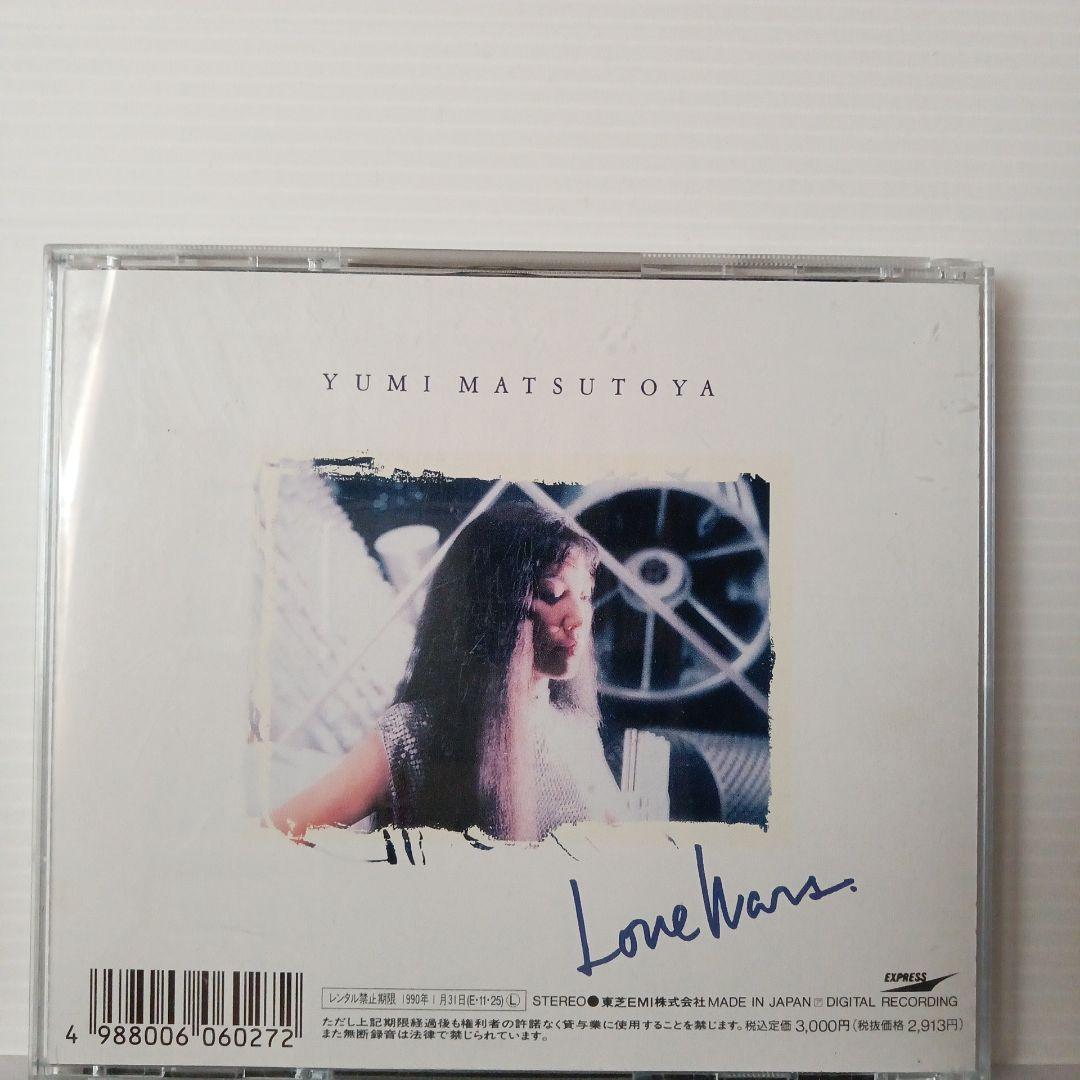 YUMI MATSUTOYA
Love Wars.
EXPRESS
レンタル禁止期限 1990年1月31日(E・11・25)Ⓛ STEREO●東芝EMI株式会社MADE IN JAPAN Ⓟ DIGITAL RECORDING
ただし上記期限経過後も権利者の許諾なく賃与業に使用することを禁じます。税込定価 3,000円(税抜価格 2,913円)
また無断録音は法律で禁じられています。
4 988006 060272